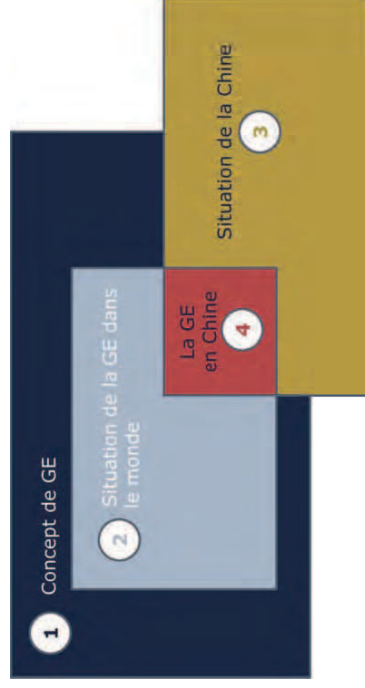 1
Concept de GE
2
Situation de la GE dans
le monde
La GE
en Chine
4
Situation de la Chine
3